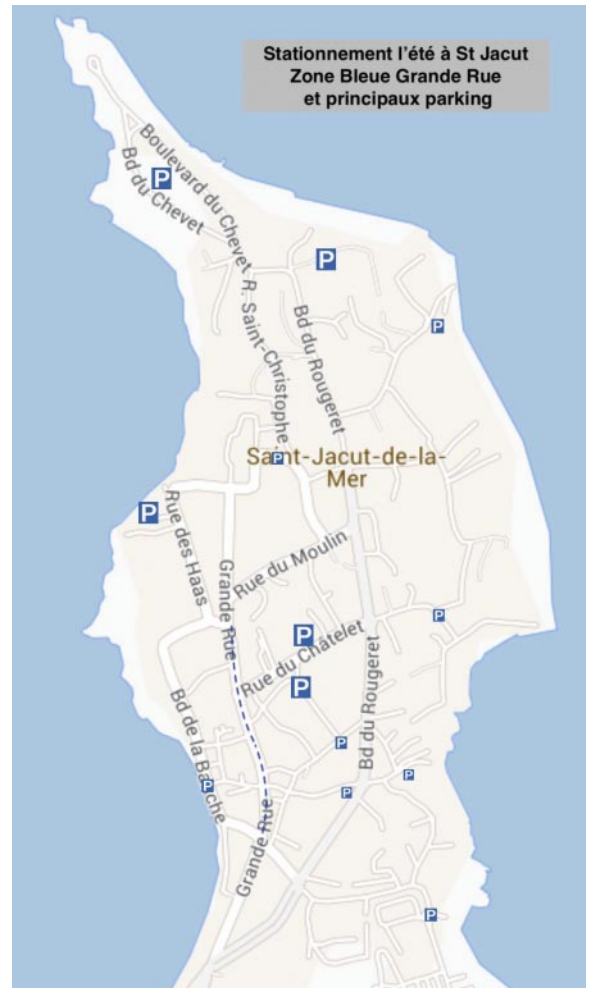 Stationnement l'été à St Jacut
Zone Bleue Grande Rue
et principaux parking
Boulevard du Chevet
Bd du Chevet
P
P
R. Saint-Christophe
Bd du Rougeret
P
Saint-Jacut-de-la-
Mer
P
P
Rue des Haas
Grande Rue
Rue du Moulin
P
P
Rue du Châtelet
P
Bd du Rougeret
Bd de la Banche
P
P
P
P
Grande Rue
P